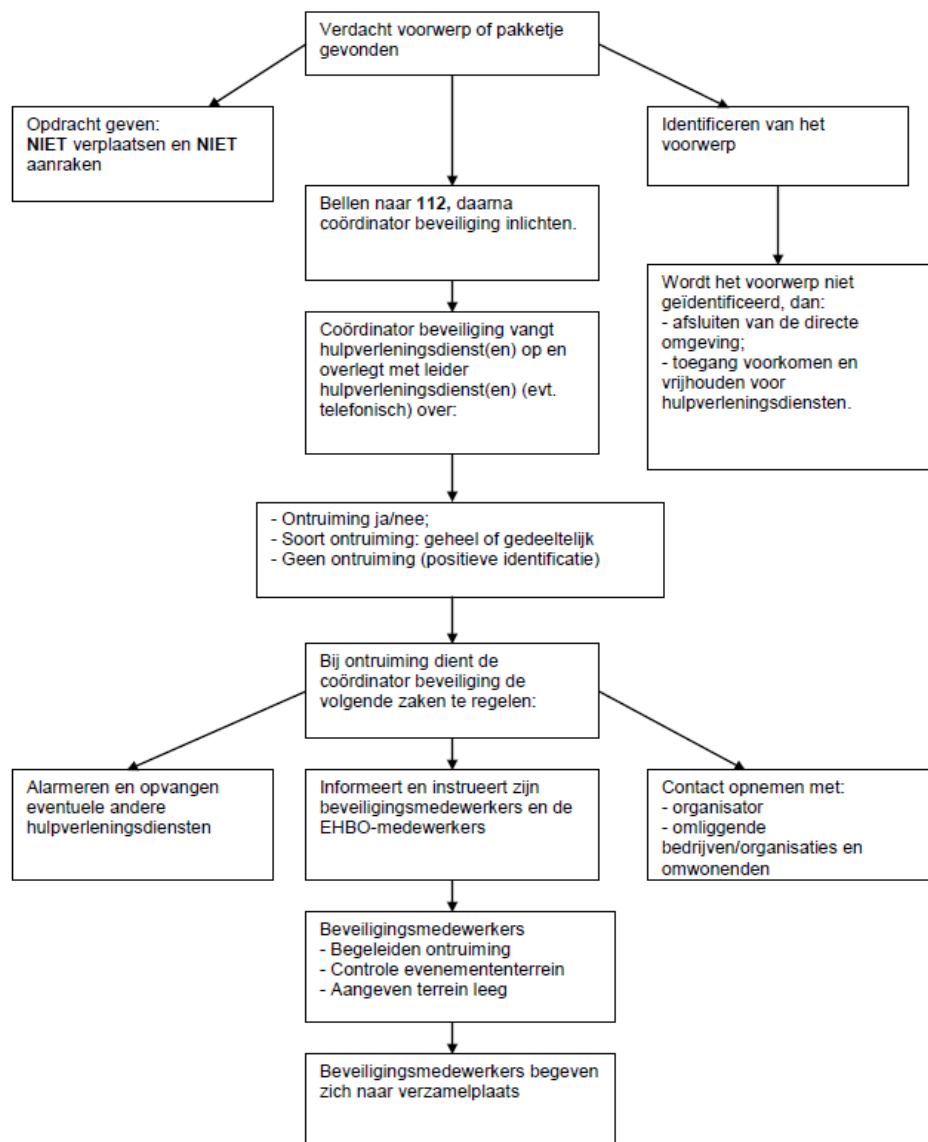 Verdacht voorwerp of pakketje
gevonden
Opdracht geven:
NIET verplaatsen en NIET
aanraken
Identificeren van het
voorwerp
Bellen naar 112, daarna
coördinator beveiliging inlichten.
Wordt het voorwerp niet
geïdentificeerd, dan:
- afsluiten van de directe
omgeving;
- toegang voorkomen en
vrijhouden voor
hulpverleningsdiensten.
Coördinator beveiliging vangt
hulpverleningsdienst(en) op en
overlegt met leider
hulpverleningsdienst(en) (evt.
telefonisch) over:
- Ontruiming ja/nee;
- Soort ontruiming: geheel of gedeeltelijk
- Geen ontruiming (positieve identificatie)
Bij ontruiming dient de
coördinator beveiliging de
volgende zaken te regelen:
Alarmeren en opvangen
eventuele andere
hulpverleningsdiensten
Informeert en instrueert zijn
beveiligingsmedewerkers en de
EHBO-medewerkers
Contact opnemen met:
- organisator
- omliggende
bedrijven/organisaties en
omwonenden
Beveiligingsmedewerkers
- Begeleiden ontruiming
- Controle evenemententerrein
- Aangeven terrein leeg
Beveiligingsmedewerkers begeven
zich naar verzamelplaats